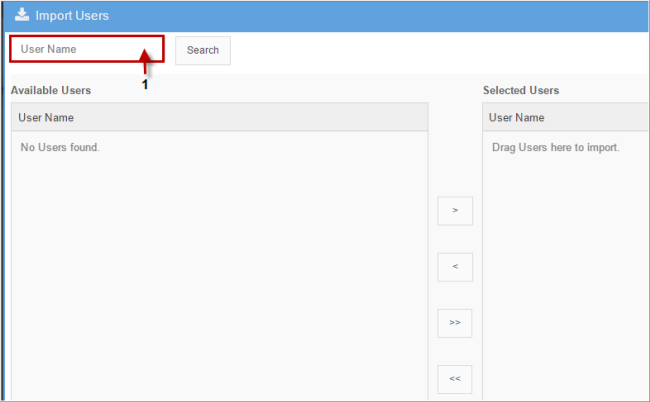 Import Users
User Name
Search
1
Available Users
Selected Users
User Name
User Name
No Users found.
Drag Users here to import.
>
<
>>
<<